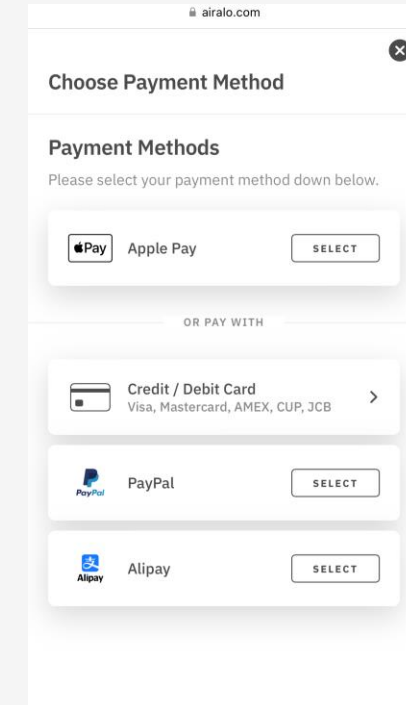 airalo.com
Choose Payment Method
Payment Methods
Please select your payment method down below.
Pay
Apple Pay
SELECT
OR PAY WITH
Credit / Debit Card
Visa, Mastercard, AMEX, CUP, JCB
PayPal
PayPal
SELECT
支
Alipay
Alipay
SELECT